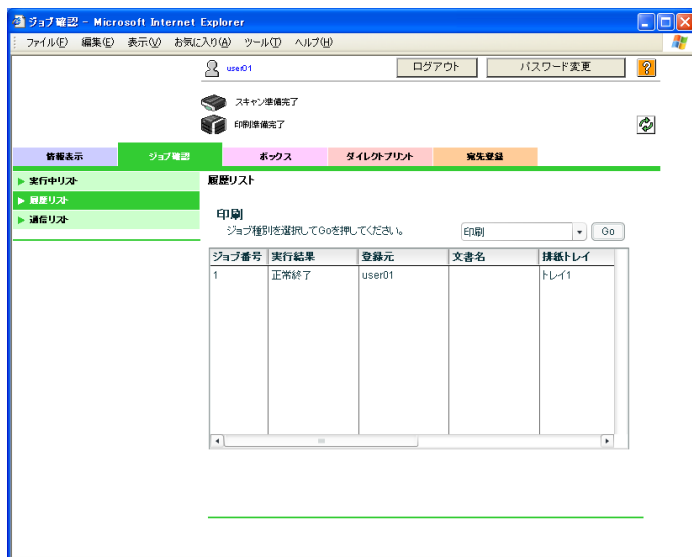 ジョブ確認 - Microsoft Internet Explorer
ファイル(F) 編集(E) 表示(V) お気に入り(A) ツール(T) ヘルプ(H)
user01 ログアウト パスワード変更 ?
スキャン準備完了
印刷準備完了
情報表示 ジョブ確認 ボックス ダイレクトプリント 宛先登録
実行中リスト
履歴リスト
通信リスト
履歴リスト
印刷
ジョブ種別を選択してGoを押してください。 印刷 Go
ジョブ番号 実行結果 登録元 文書名 排紙トレイ
1 正常終了 user01 トレイ1